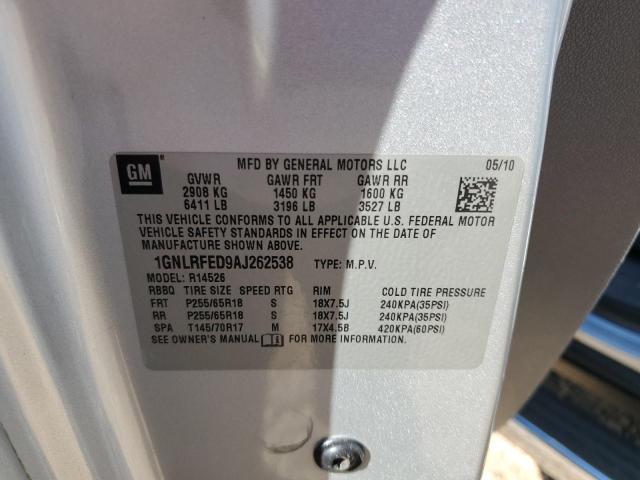 GM
MFD BY GENERAL MOTORS LLC 05/10
GVWR GAWR FRT GAWR RR
2908 KG 1450 KG 1600 KG
6411 LB 3196 LB 3527 LB
THIS VEHICLE CONFORMS TO ALL APPLICABLE U.S. FEDERAL MOTOR
VEHICLE SAFETY STANDARDS IN EFFECT ON THE DATE OF
MANUFACTURE SHOWN ABOVE.
1GNLRFED9AJ262538 TYPE: M.P.V.
MODEL: R14526
RBBQ TIRE SIZE SPEED RTG RIM COLD TIRE PRESSURE
FRT P255/65R18 S 18X7.5J 240KPA(35PSI)
RR P255/65R18 S 18X7.5J 240KPA(35PSI)
SPA T145/70R17 M 17X4.5B 420KPA(60PSI)
SEE OWNER'S MANUAL FOR MORE INFORMATION.